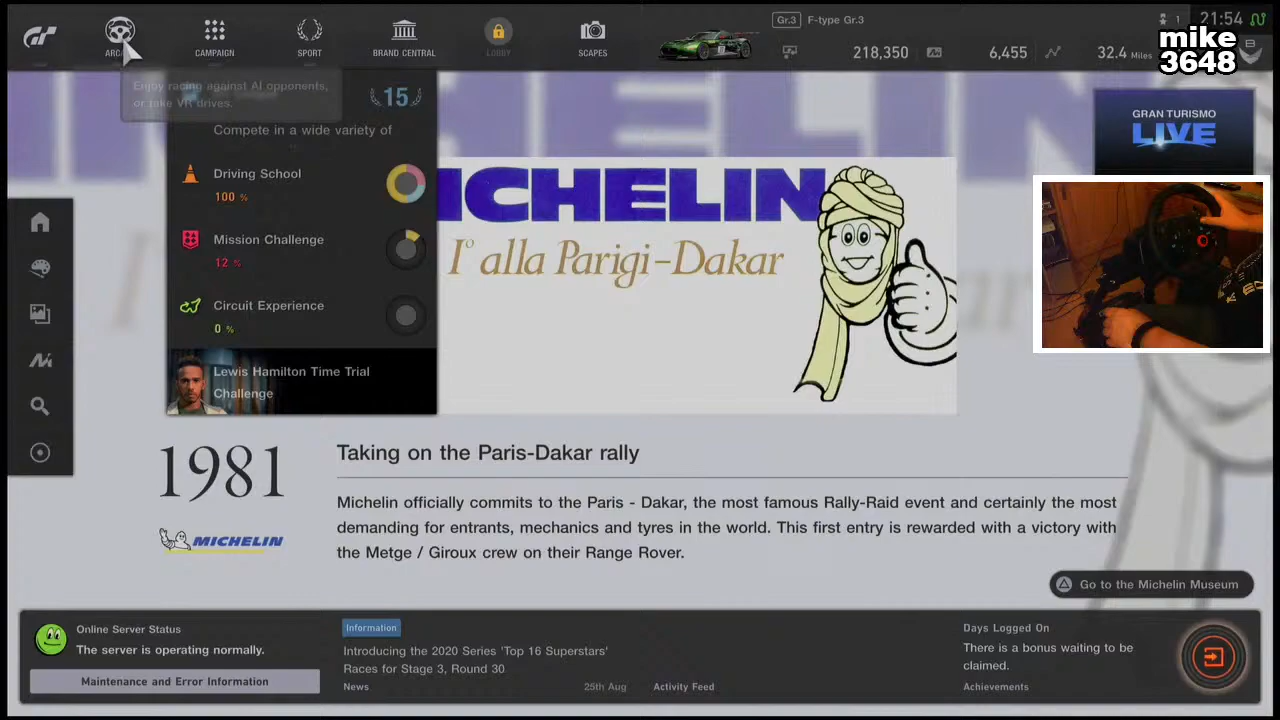 ARCADE
CAMPAIGN
SPORT
BRAND CENTRAL
LOBBY
SCAPES
Gr.3 F-type Gr.3
1 21:54
218,350
6,455
32.4 Miles
mike
3648
Enjoy racing against AI opponents,
or take VR drives.
15
Compete in a wide variety of
Driving School
100 %
Mission Challenge
12 %
Circuit Experience
0 %
Lewis Hamilton Time Trial
Challenge
GRAN TURISMO
LIVE
MICHELIN
1° alla Parigi-Dakar
1981
MICHELIN
Taking on the Paris-Dakar rally
Michelin officially commits to the Paris - Dakar, the most famous Rally-Raid event and certainly the most
demanding for entrants, mechanics and tyres in the world. This first entry is rewarded with a victory with
the Metge / Giroux crew on their Range Rover.
Go to the Michelin Museum
Online Server Status
The server is operating normally.
Maintenance and Error Information
Information
Introducing the 2020 Series 'Top 16 Superstars'
Races for Stage 3, Round 30
News
25th Aug
Activity Feed
Days Logged On
There is a bonus waiting to be
claimed.
Achievements